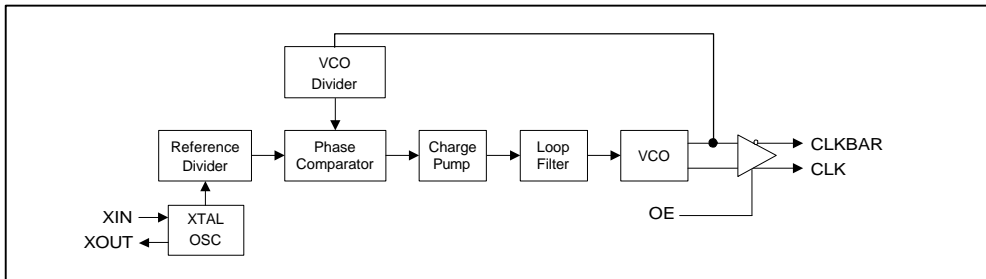 VCO
Divider
Reference
Divider
Phase
Comparator
Charge
Pump
Loop
Filter
VCO
CLKBAR
CLK
OE
XIN
XOUT
XTAL
OSC